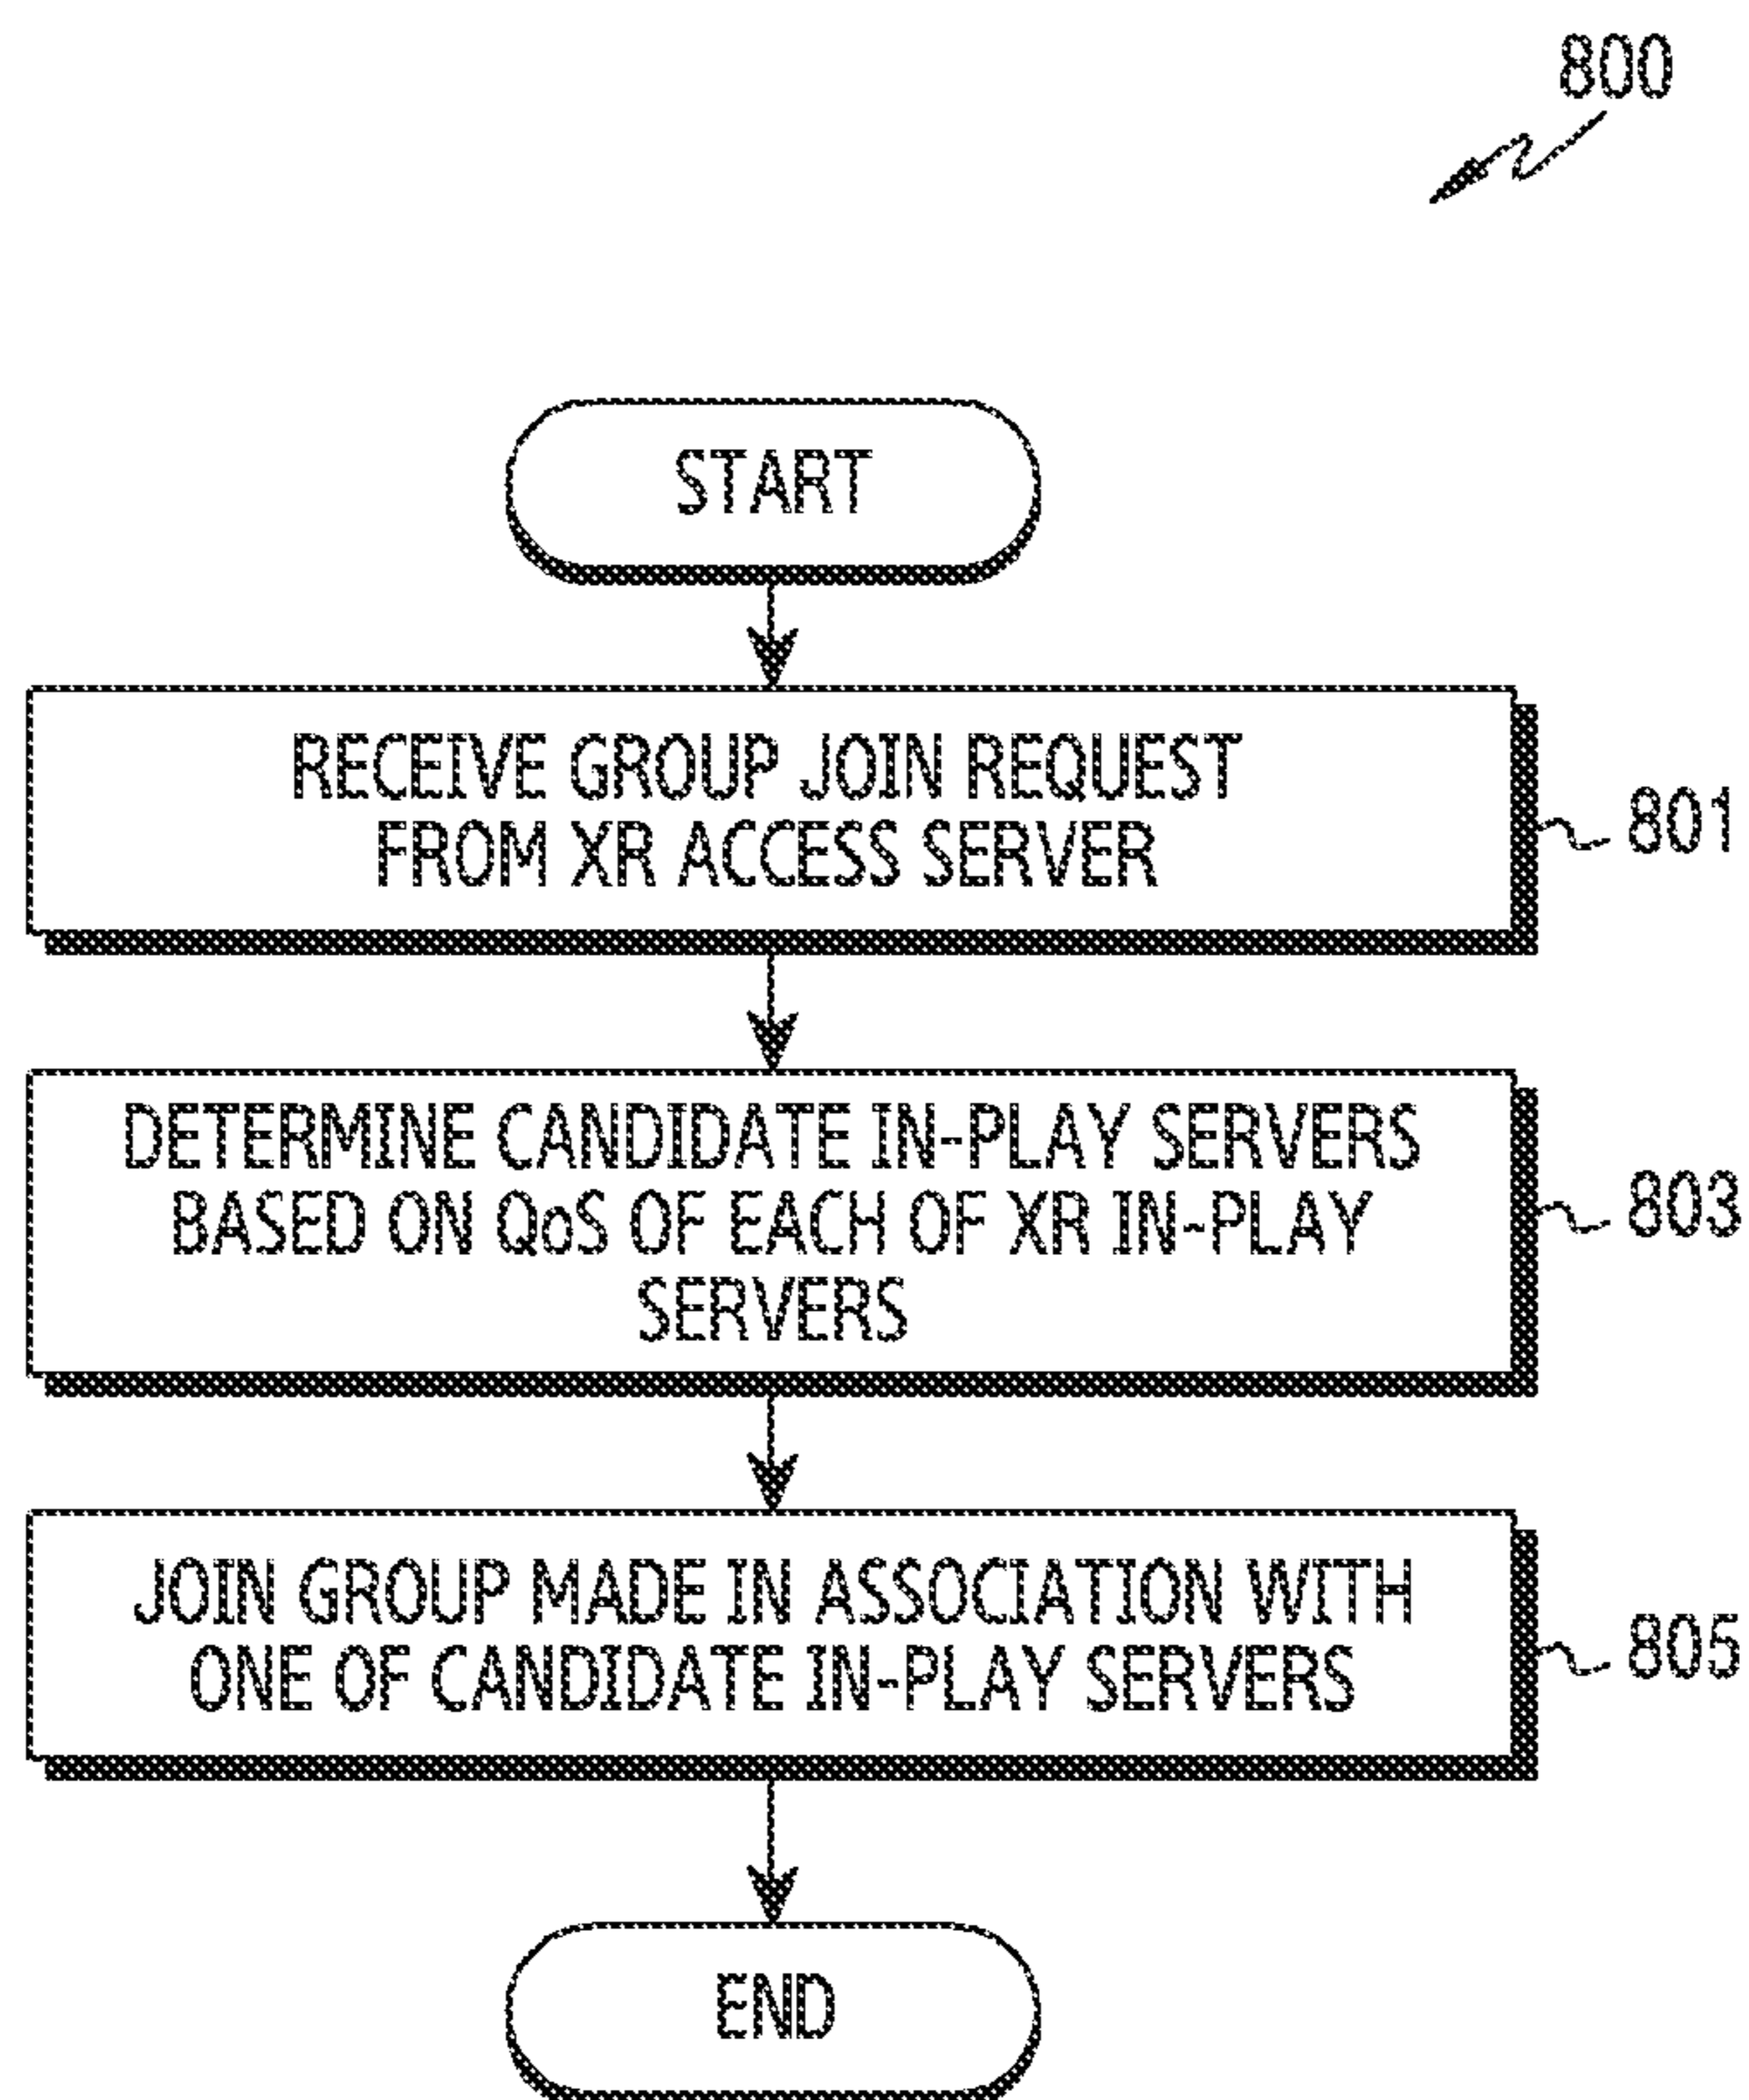 800
START
RECEIVE GROUP JOIN REQUEST
FROM XR ACCESS SERVER
801
DETERMINE CANDIDATE IN-PLAY SERVERS
BASED ON QoS OF EACH OF XR IN-PLAY
SERVERS
803
JOIN GROUP MADE IN ASSOCIATION WITH
ONE OF CANDIDATE IN-PLAY SERVERS
805
END